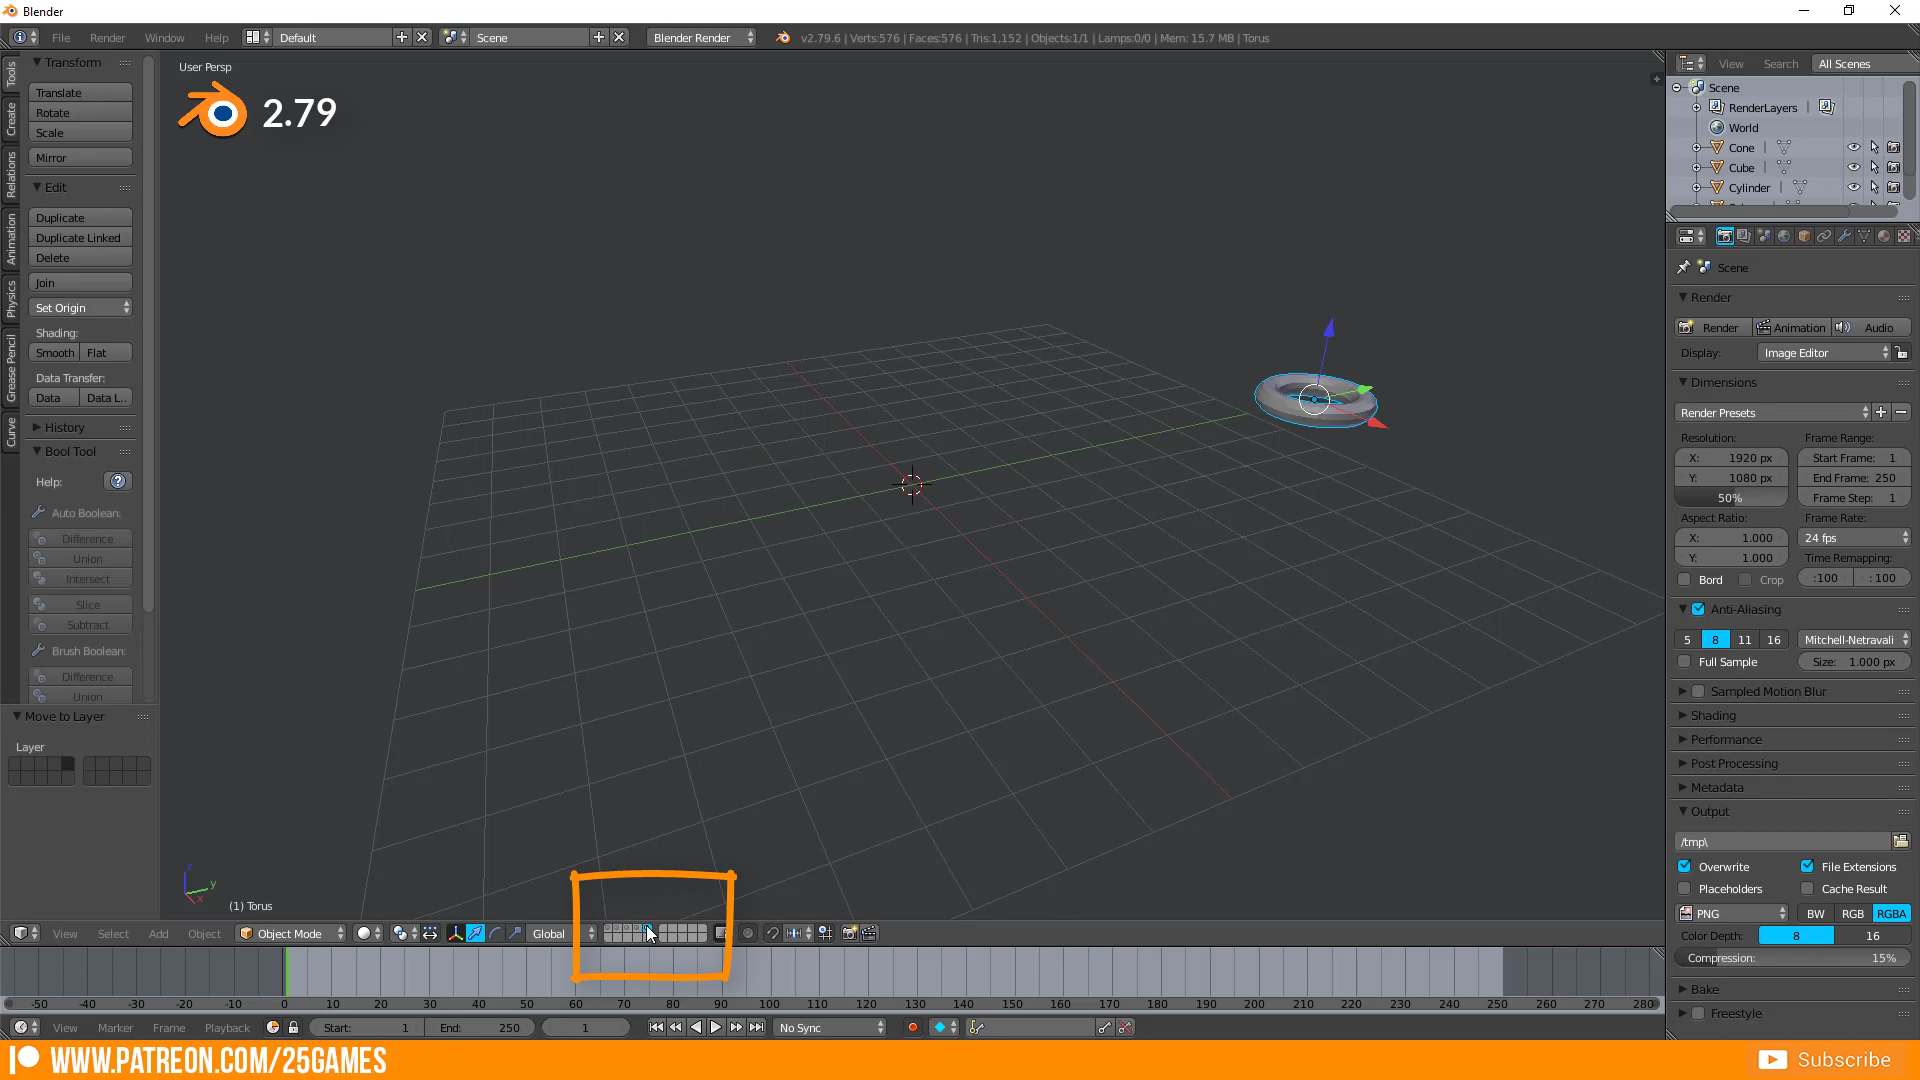 Blender
File Render Window Help Default Scene Blender Render v2.79.6 | Verts:576 | Faces:576 | Tris:1,152 | Objects:1/1 | Lamps:0/0 | Mem: 15.7 MB | Torus
Tools
Create
Relations
Animation
Physics
Grease Pencil
Curve
Transform
Translate
Rotate
Scale
Mirror
Edit
Duplicate
Duplicate Linked
Delete
Join
Set Origin
Shading:
Smooth Flat
Data Transfer:
Data Data L..
History
Bool Tool
Help:
Auto Boolean:
Difference
Union
Intersect
Slice
Subtract
Brush Boolean:
Difference
Union
Move to Layer
Layer
User Persp
2.79
z
y
x
(1) Torus
View Select Add Object Object Mode Global
-50 -40 -30 -20 -10 0 10 20 30 40 50 60 70 80 90 100 110 120 130 140 150 160 170 180 190 200 210 220 230 240 250 260 270 280
View Marker Frame Playback Start: 1 End: 250 1 No Sync
View Search All Scenes
Scene
RenderLayers
World
Cone
Cube
Cylinder
Scene
Render
Render Animation Audio
Display: Image Editor
Dimensions
Render Presets
Resolution: Frame Range:
X: 1920 px Start Frame: 1
Y: 1080 px End Frame: 250
50% Frame Step: 1
Aspect Ratio: Frame Rate:
X: 1.000 24 fps
Y: 1.000 Time Remapping:
Bord Crop :100 : 100
Anti-Aliasing
5 8 11 16 Mitchell-Netravali
Full Sample Size: 1.000 px
Sampled Motion Blur
Shading
Performance
Post Processing
Metadata
Output
/tmp\
Overwrite File Extensions
Placeholders Cache Result
PNG BW RGB RGBA
Color Depth: 8 16
Compression: 15%
Bake
Freestyle
WWW.PATREON.COM/25GAMES
Subscribe